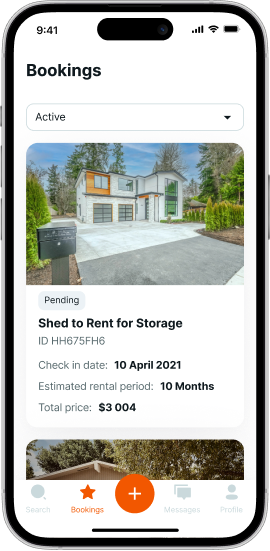 9:41
Bookings
Active
Pending
Shed to Rent for Storage
ID HH675FH6
Check in date: 10 April 2021
Estimated rental period: 10 Months
Total price: $3 004
Search Bookings Messages Profile